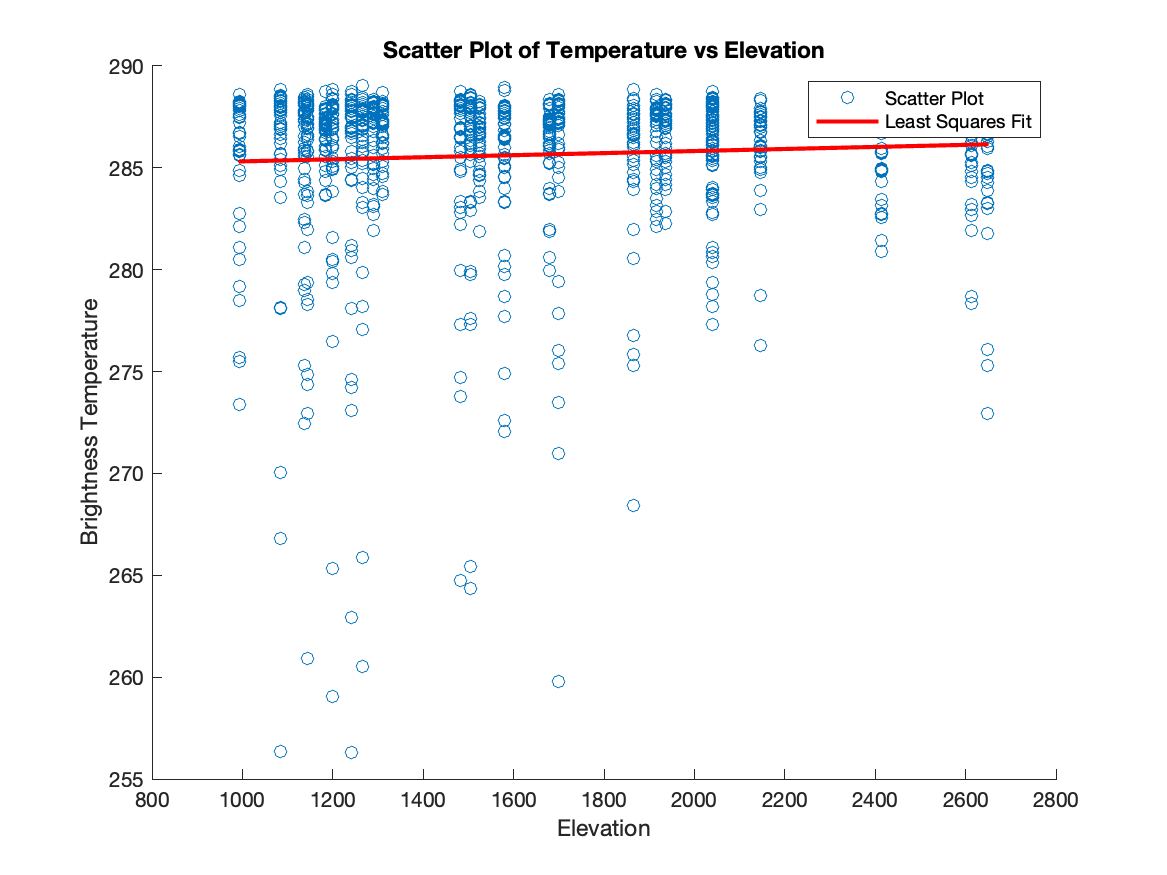 Scatter Plot of Temperature vs Elevation
290
285
280
275
270
265
260
255
Brightness Temperature
Scatter Plot
Least Squares Fit
800 1000 1200 1400 1600 1800 2000 2200 2400 2600 2800
Elevation